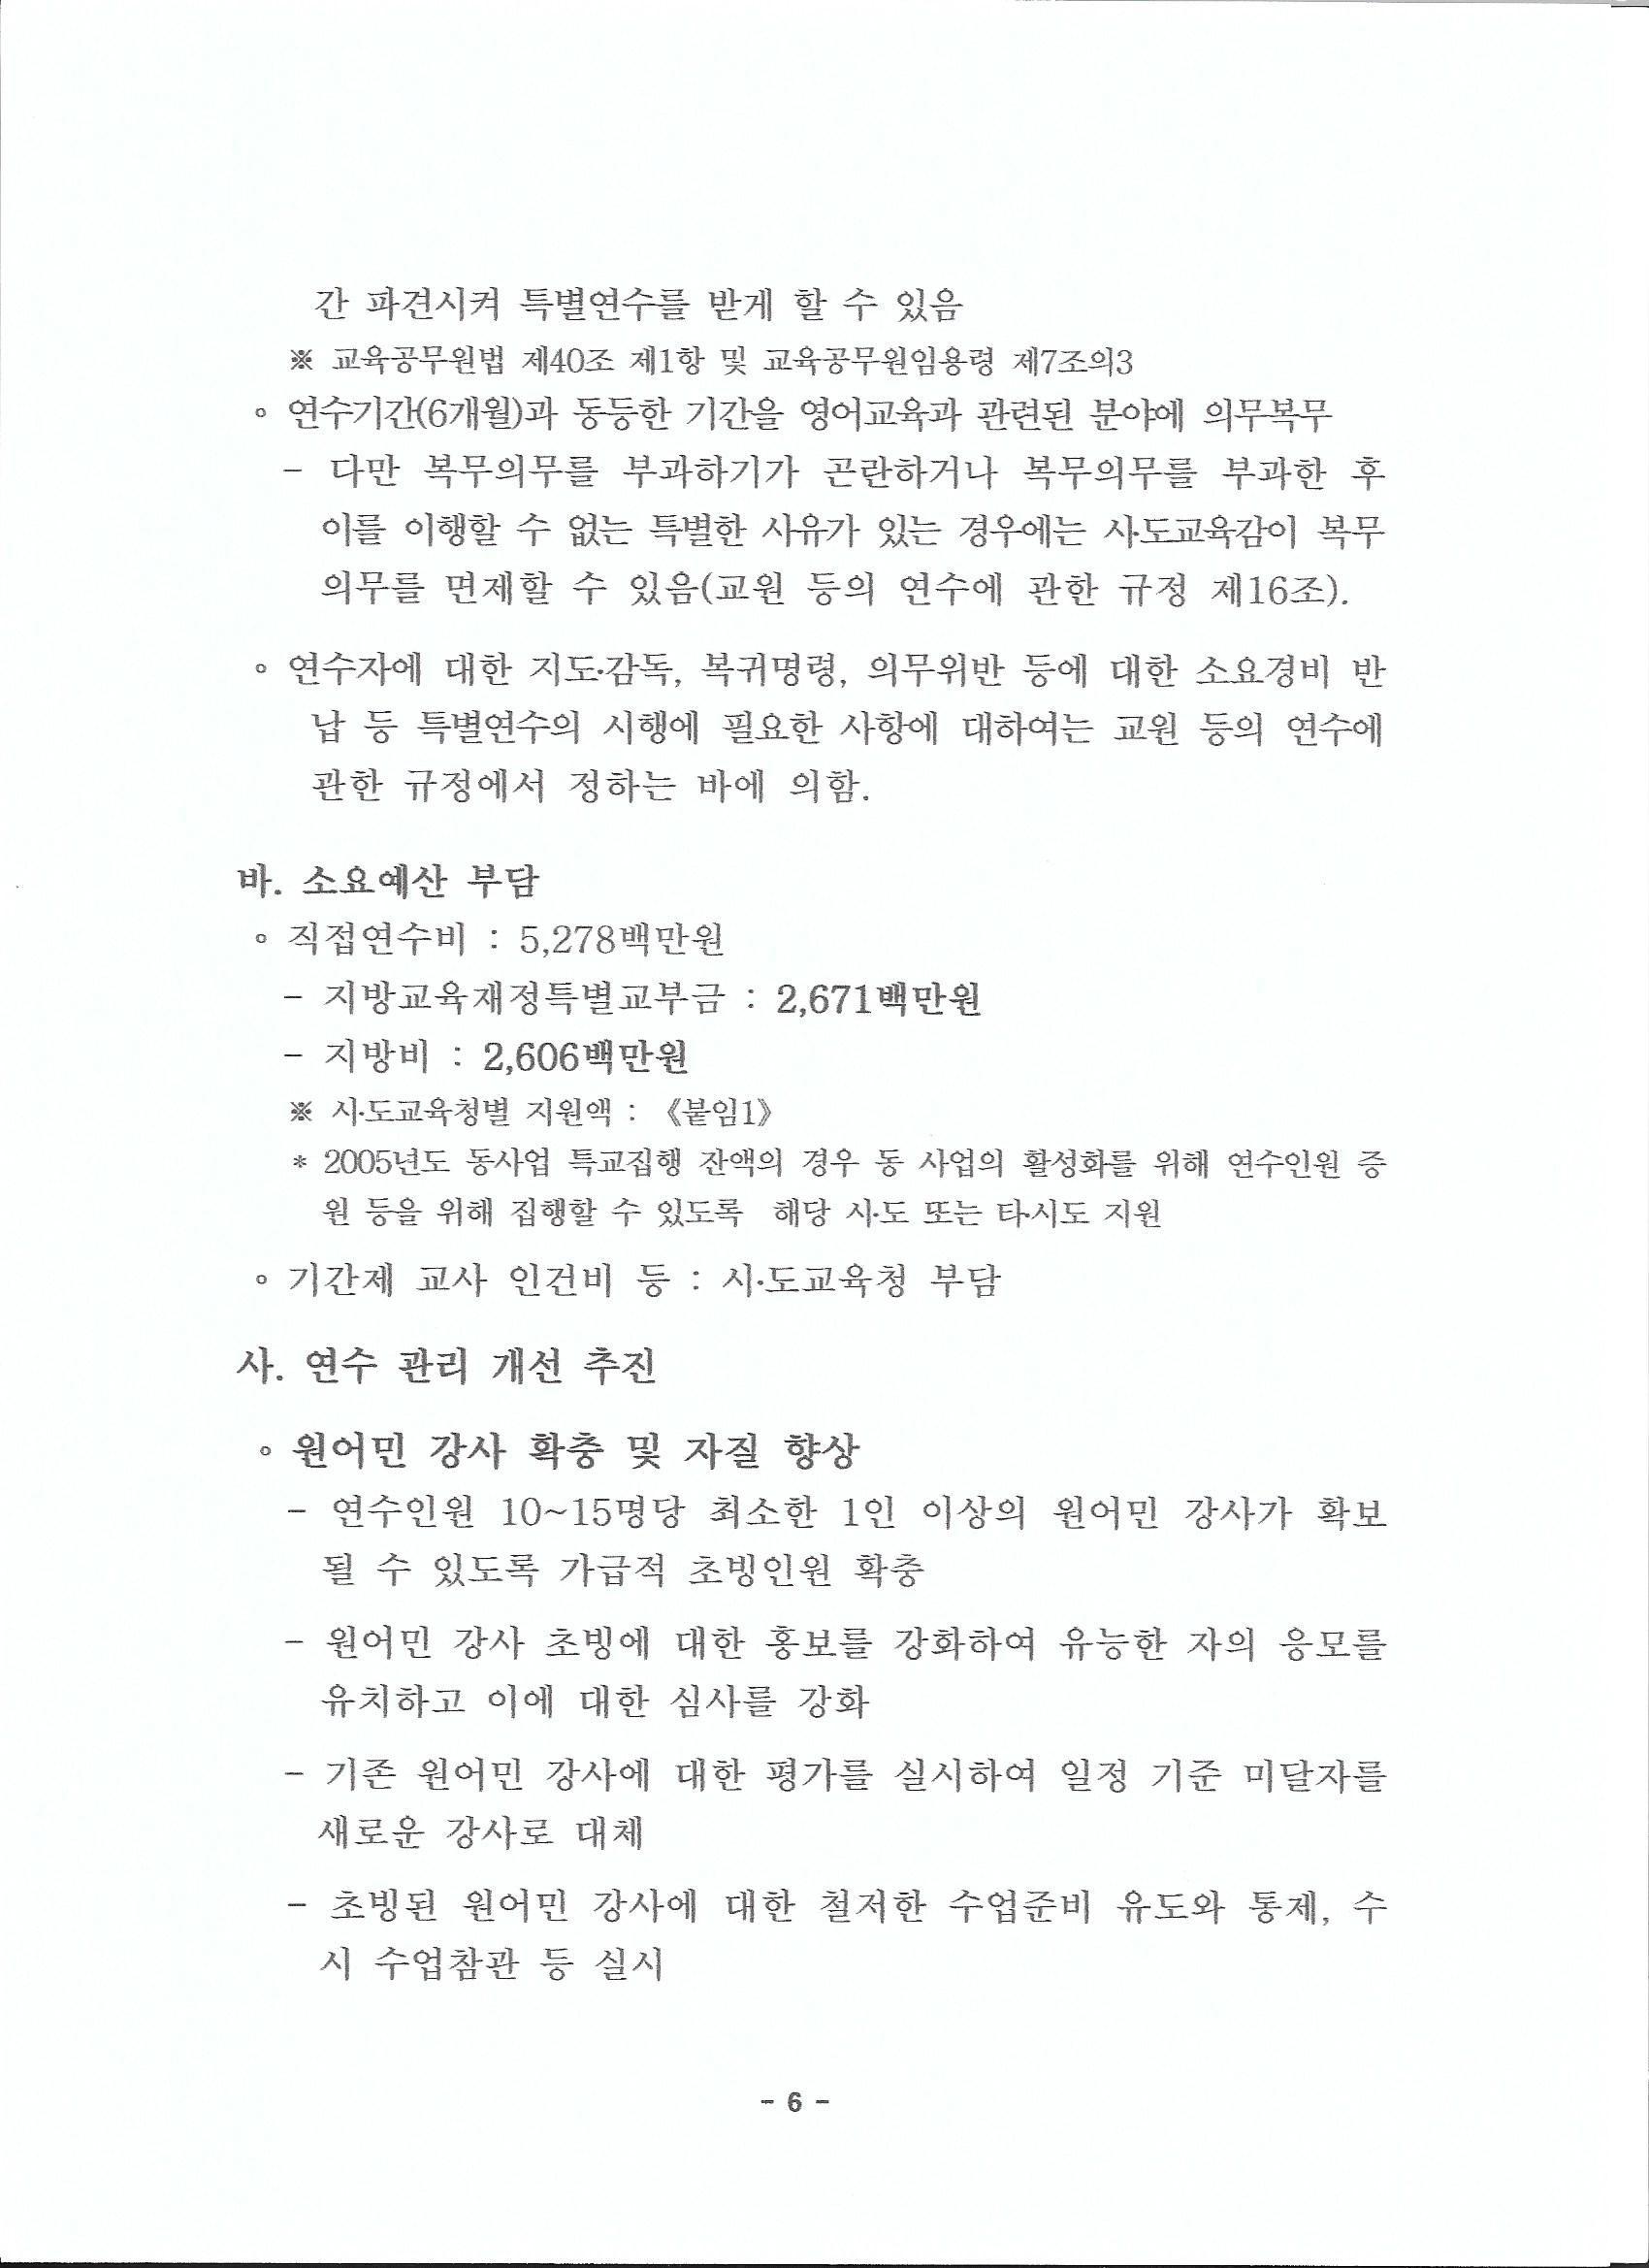 간 파견시켜 특별연수를 받게 할 수 있음
※ 교육공무원법 제40조 제1항 및 교육공무원임용령 제7조의3
◦ 연수기간(6개월)과 동등한 기간을 영어교육과 관련된 분야에 의무복무
- 다만 복무의무를 부과하기가 곤란하거나 복무의무를 부과한 후
이를 이행할 수 없는 특별한 사유가 있는 경우에는 시·도교육감이 복무
의무를 면제할 수 있음(교원 등의 연수에 관한 규정 제16조).
◦ 연수자에 대한 지도·감독, 복귀명령, 의무위반 등에 대한 소요경비 반
납 등 특별연수의 시행에 필요한 사항에 대하여는 교원 등의 연수에
관한 규정에서 정하는 바에 의함.
바. 소요예산 부담
◦ 직접연수비 : 5,278백만원
- 지방교육재정특별교부금 : 2,671백만원
- 지방비 : 2,606백만원
※ 시·도교육청별 지원액 : 《붙임1》
* 2005년도 동사업 특교집행 잔액의 경우 동 사업의 활성화를 위해 연수인원 증
원 등을 위해 집행할 수 있도록 해당 시·도 또는 타시도 지원
◦ 기간제 교사 인건비 등 : 시·도교육청 부담
사. 연수 관리 개선 추진
◦ 원어민 강사 확충 및 자질 향상
- 연수인원 10~15명당 최소한 1인 이상의 원어민 강사가 확보
될 수 있도록 가급적 초빙인원 확충
- 원어민 강사 초빙에 대한 홍보를 강화하여 유능한 자의 응모를
유치하고 이에 대한 심사를 강화
- 기존 원어민 강사에 대한 평가를 실시하여 일정 기준 미달자를
새로운 강사로 대체
- 초빙된 원어민 강사에 대한 철저한 수업준비 유도와 통제, 수
시 수업참관 등 실시
- 6 -